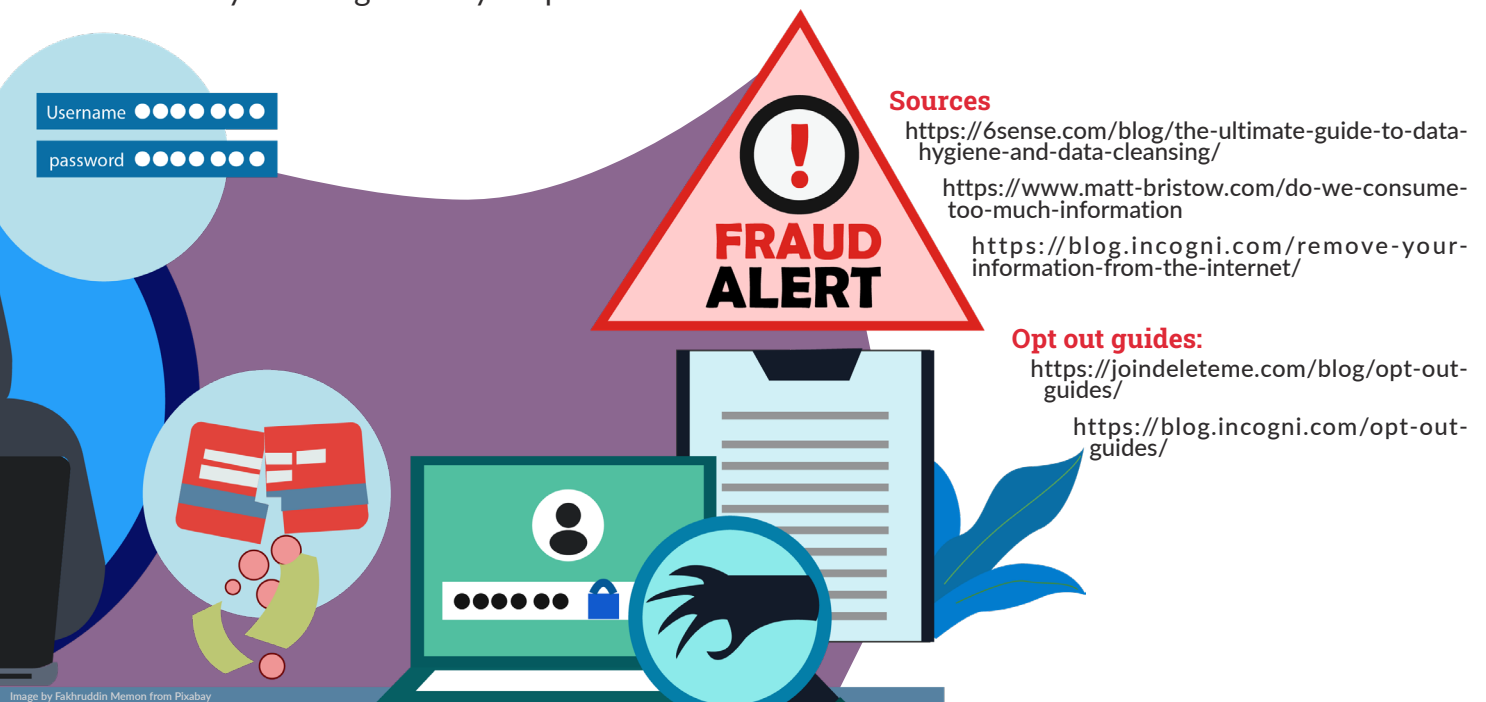 Username
password
FRAUD
ALERT
Sources
https://6sense.com/blog/the-ultimate-guide-to-data-
hygiene-and-data-cleansing/
https://www.matt-bristow.com/do-we-consume-
too-much-information
https://blog.incogni.com/remove-your-
information-from-the-internet/
Opt out guides:
https://joindeleteme.com/blog/opt-out-
guides/
https://blog.incogni.com/opt-out-
guides/
Image by Fakhruddin Memon from Pixabay